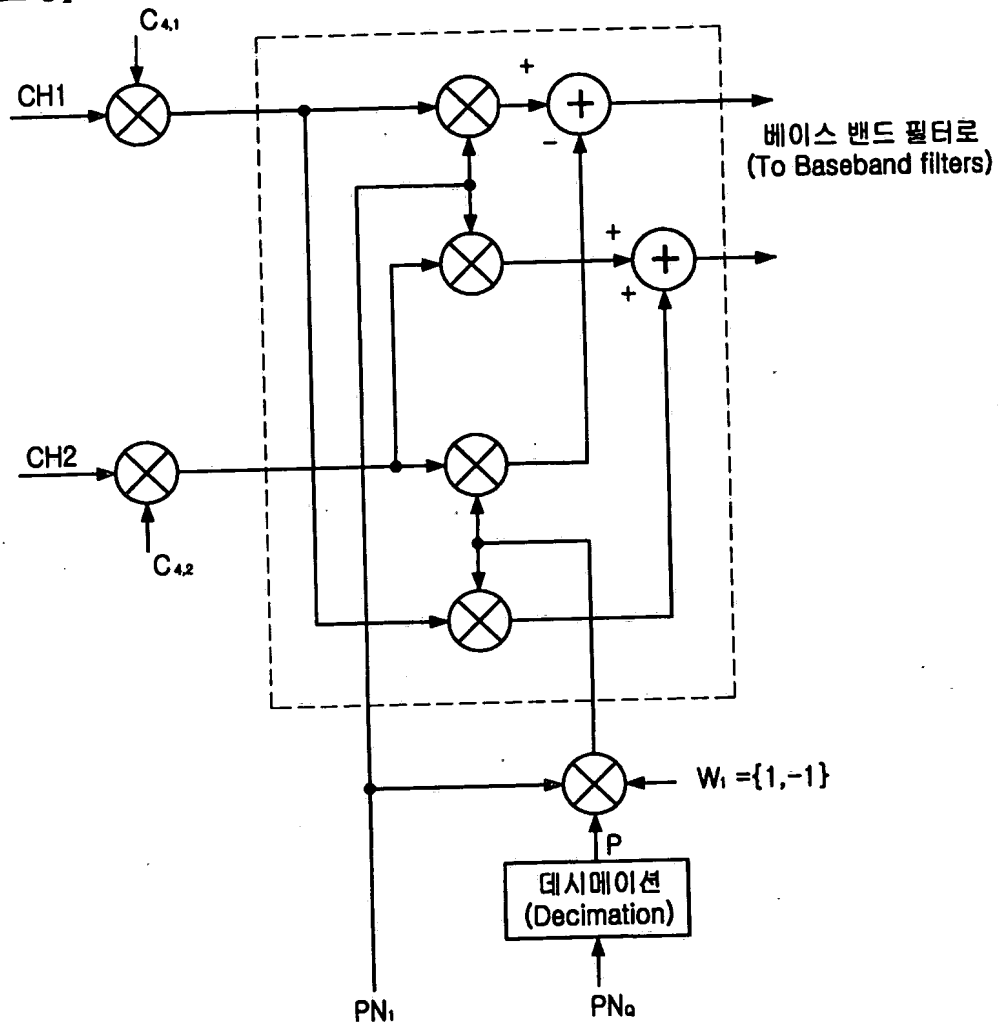 C4,1
CH1
+
-
베이스 밴드 필터로
(To Baseband filters)
+
+
CH2
C4,2
W1 ={1,-1}
P
데시메이션
(Decimation)
PN1
PNQ